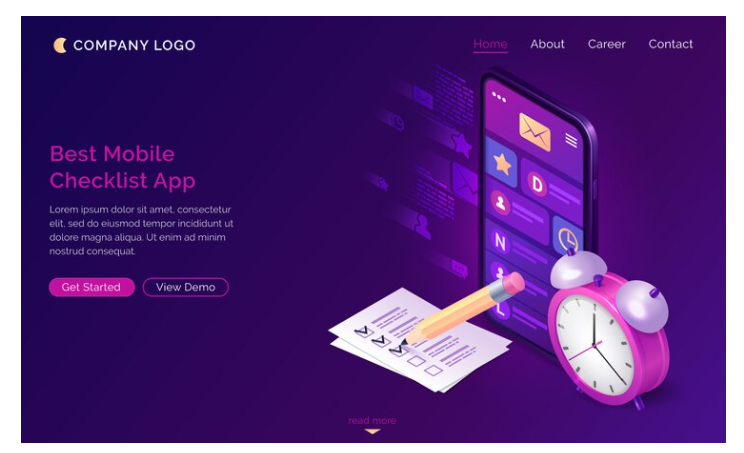 COMPANY LOGO
Home About Career Contact
Best Mobile
Checklist App
Lorem ipsum dolor sit amet, consectetur
elit, sed do eiusmod tempor incididunt ut
dolore magna aliqua. Ut enim ad minim
nostrud consequat.
Get Started View Demo
D
N
L
read more